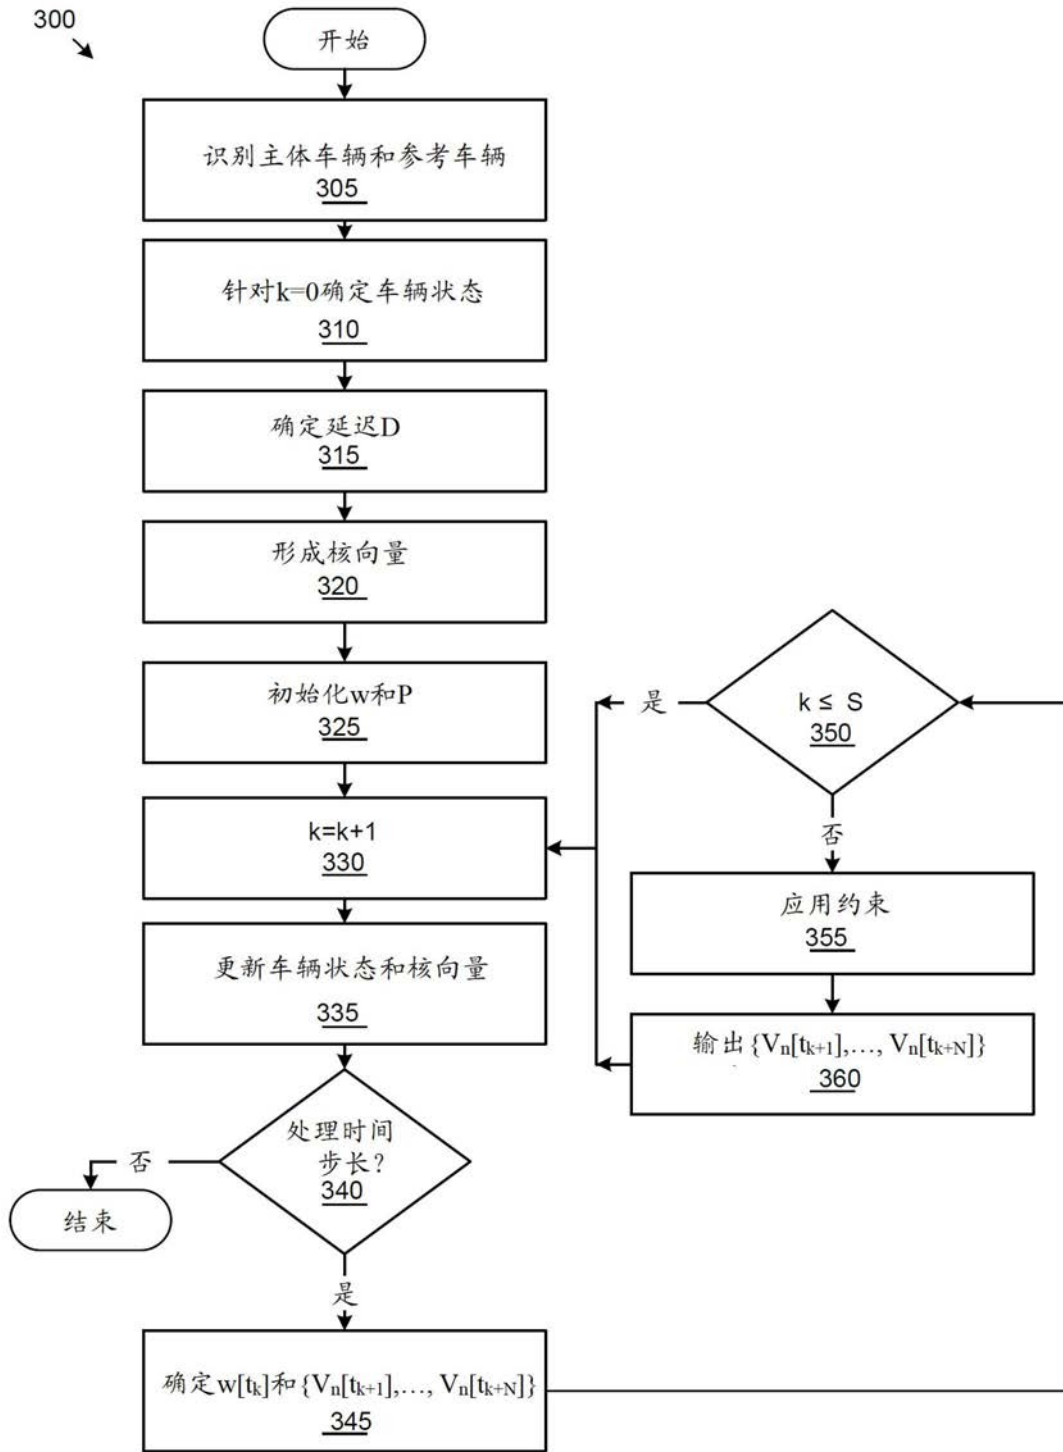 300
开始
识别主体车辆和参考车辆
305
针对k=0确定车辆状态
310
确定延迟D
315
形成核向量
320
初始化w和P
325
k=k+1
330
更新车辆状态和核向量
335
处理时间
步长?
340
否
结束
是
确定w[tk]和{Vn[tk+1],..., Vn[tk+N]}
345
k ≤ S
350
是
否
应用约束
355
输出{Vn[tk+1],..., Vn[tk+N]}
360